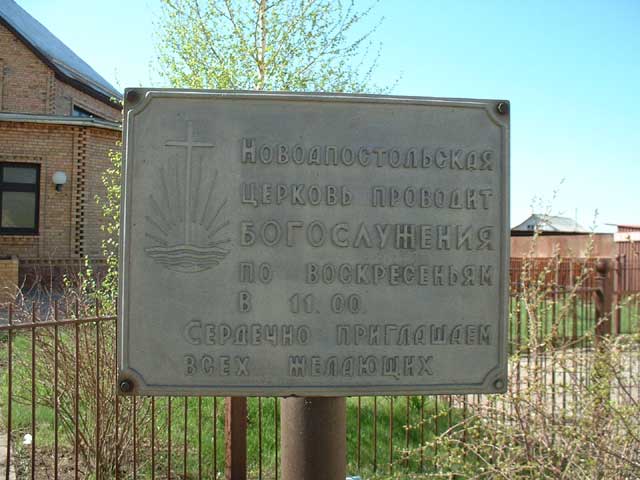 Новоапостольская
церковь проводит
БОГОСЛУЖЕНИЯ
по воскресеньям
в 11.00.
Сердечно приглашаем
всех желающих